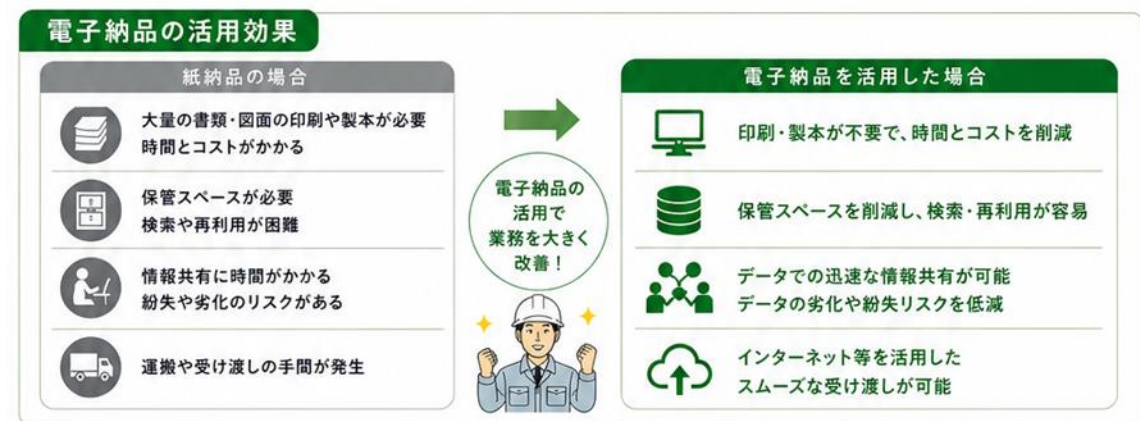 電子納品の活用効果
紙納品の場合
大量の書類・図面の印刷や製本が必要
時間とコストがかかる
保管スペースが必要
検索や再利用が困難
情報共有に時間がかかる
紛失や劣化のリスクがある
運搬や受け渡しの手間が発生
電子納品の
活用で
業務を大きく
改善！
電子納品を活用した場合
印刷・製本が不要で、時間とコストを削減
保管スペースを削減し、検索・再利用が容易
データでの迅速な情報共有が可能
データの劣化や紛失リスクを低減
インターネット等を活用した
スムーズな受け渡しが可能